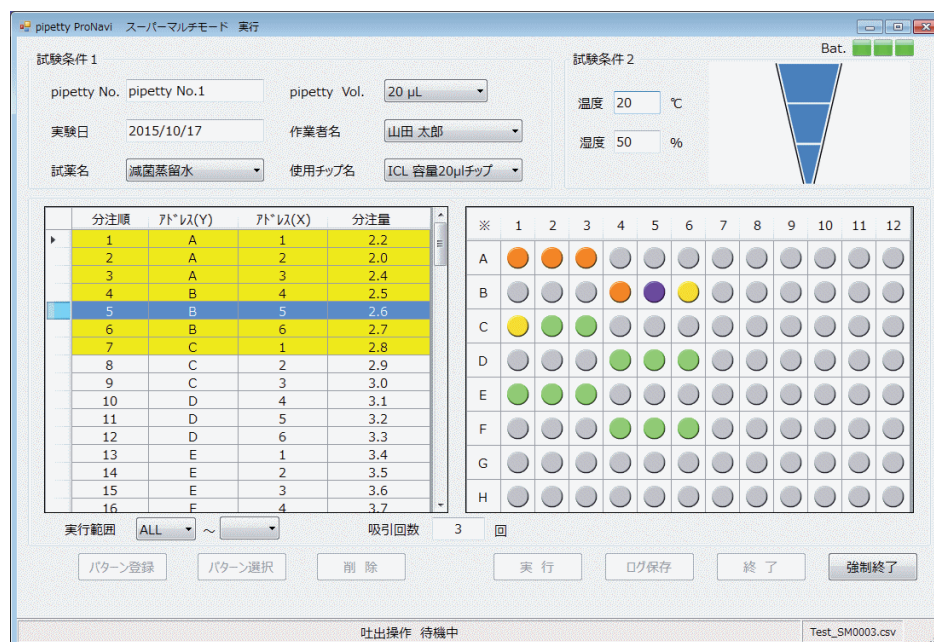 pipetty ProNavi スーパーマルチモード 実行
Bat.
試験条件1
pipetty No. pipetty No.1 pipetty Vol. 20 µL
実験日 2015/10/17 作業者名 山田 太郎
試薬名 滅菌蒸留水 使用チップ名 ICL 容量20µlチップ
試験条件2
温度 20 ℃
湿度 50 %
分注順 アドレス(Y) アドレス(X) 分注量
1 A 1 2.2
2 A 2 2.0
3 A 3 2.4
4 B 4 2.5
5 B 5 2.6
6 B 6 2.7
7 C 1 2.8
8 C 2 2.9
9 C 3 3.0
10 D 4 3.1
11 D 5 3.2
12 D 6 3.3
13 E 1 3.4
14 E 2 3.5
15 E 3 3.6
16 F 4 3.7
※ 1 2 3 4 5 6 7 8 9 10 11 12
A
B
C
D
E
F
G
H
実行範囲 ALL ～ 吸引回数 3 回
パターン登録 パターン選択 削 除 実 行 ログ保存 終 了 強制終了
吐出操作 待機中 Test_SM0003.csv